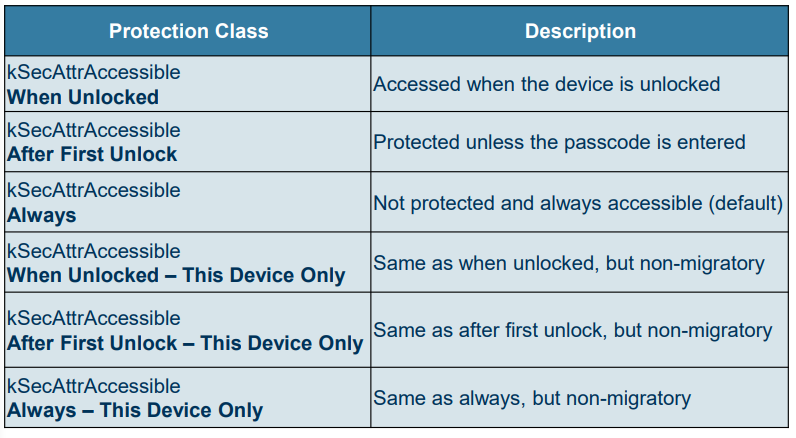 Protection Class
Description
kSecAttrAccessible
When Unlocked
Accessed when the device is unlocked
kSecAttrAccessible
After First Unlock
Protected unless the passcode is entered
kSecAttrAccessible
Always
Not protected and always accessible (default)
kSecAttrAccessible
When Unlocked – This Device Only
Same as when unlocked, but non-migratory
kSecAttrAccessible
After First Unlock – This Device Only
Same as after first unlock, but non-migratory
kSecAttrAccessible
Always – This Device Only
Same as always, but non-migratory